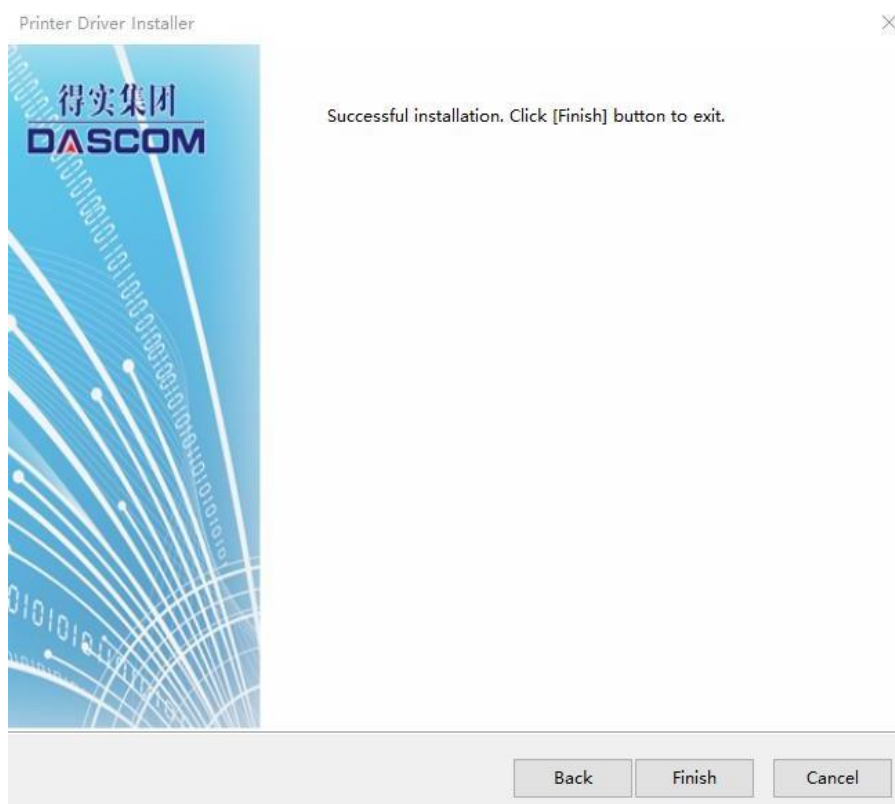 Printer Driver Installer
得实集团
DASCOM
Successful installation. Click [Finish] button to exit.
Back
Finish
Cancel